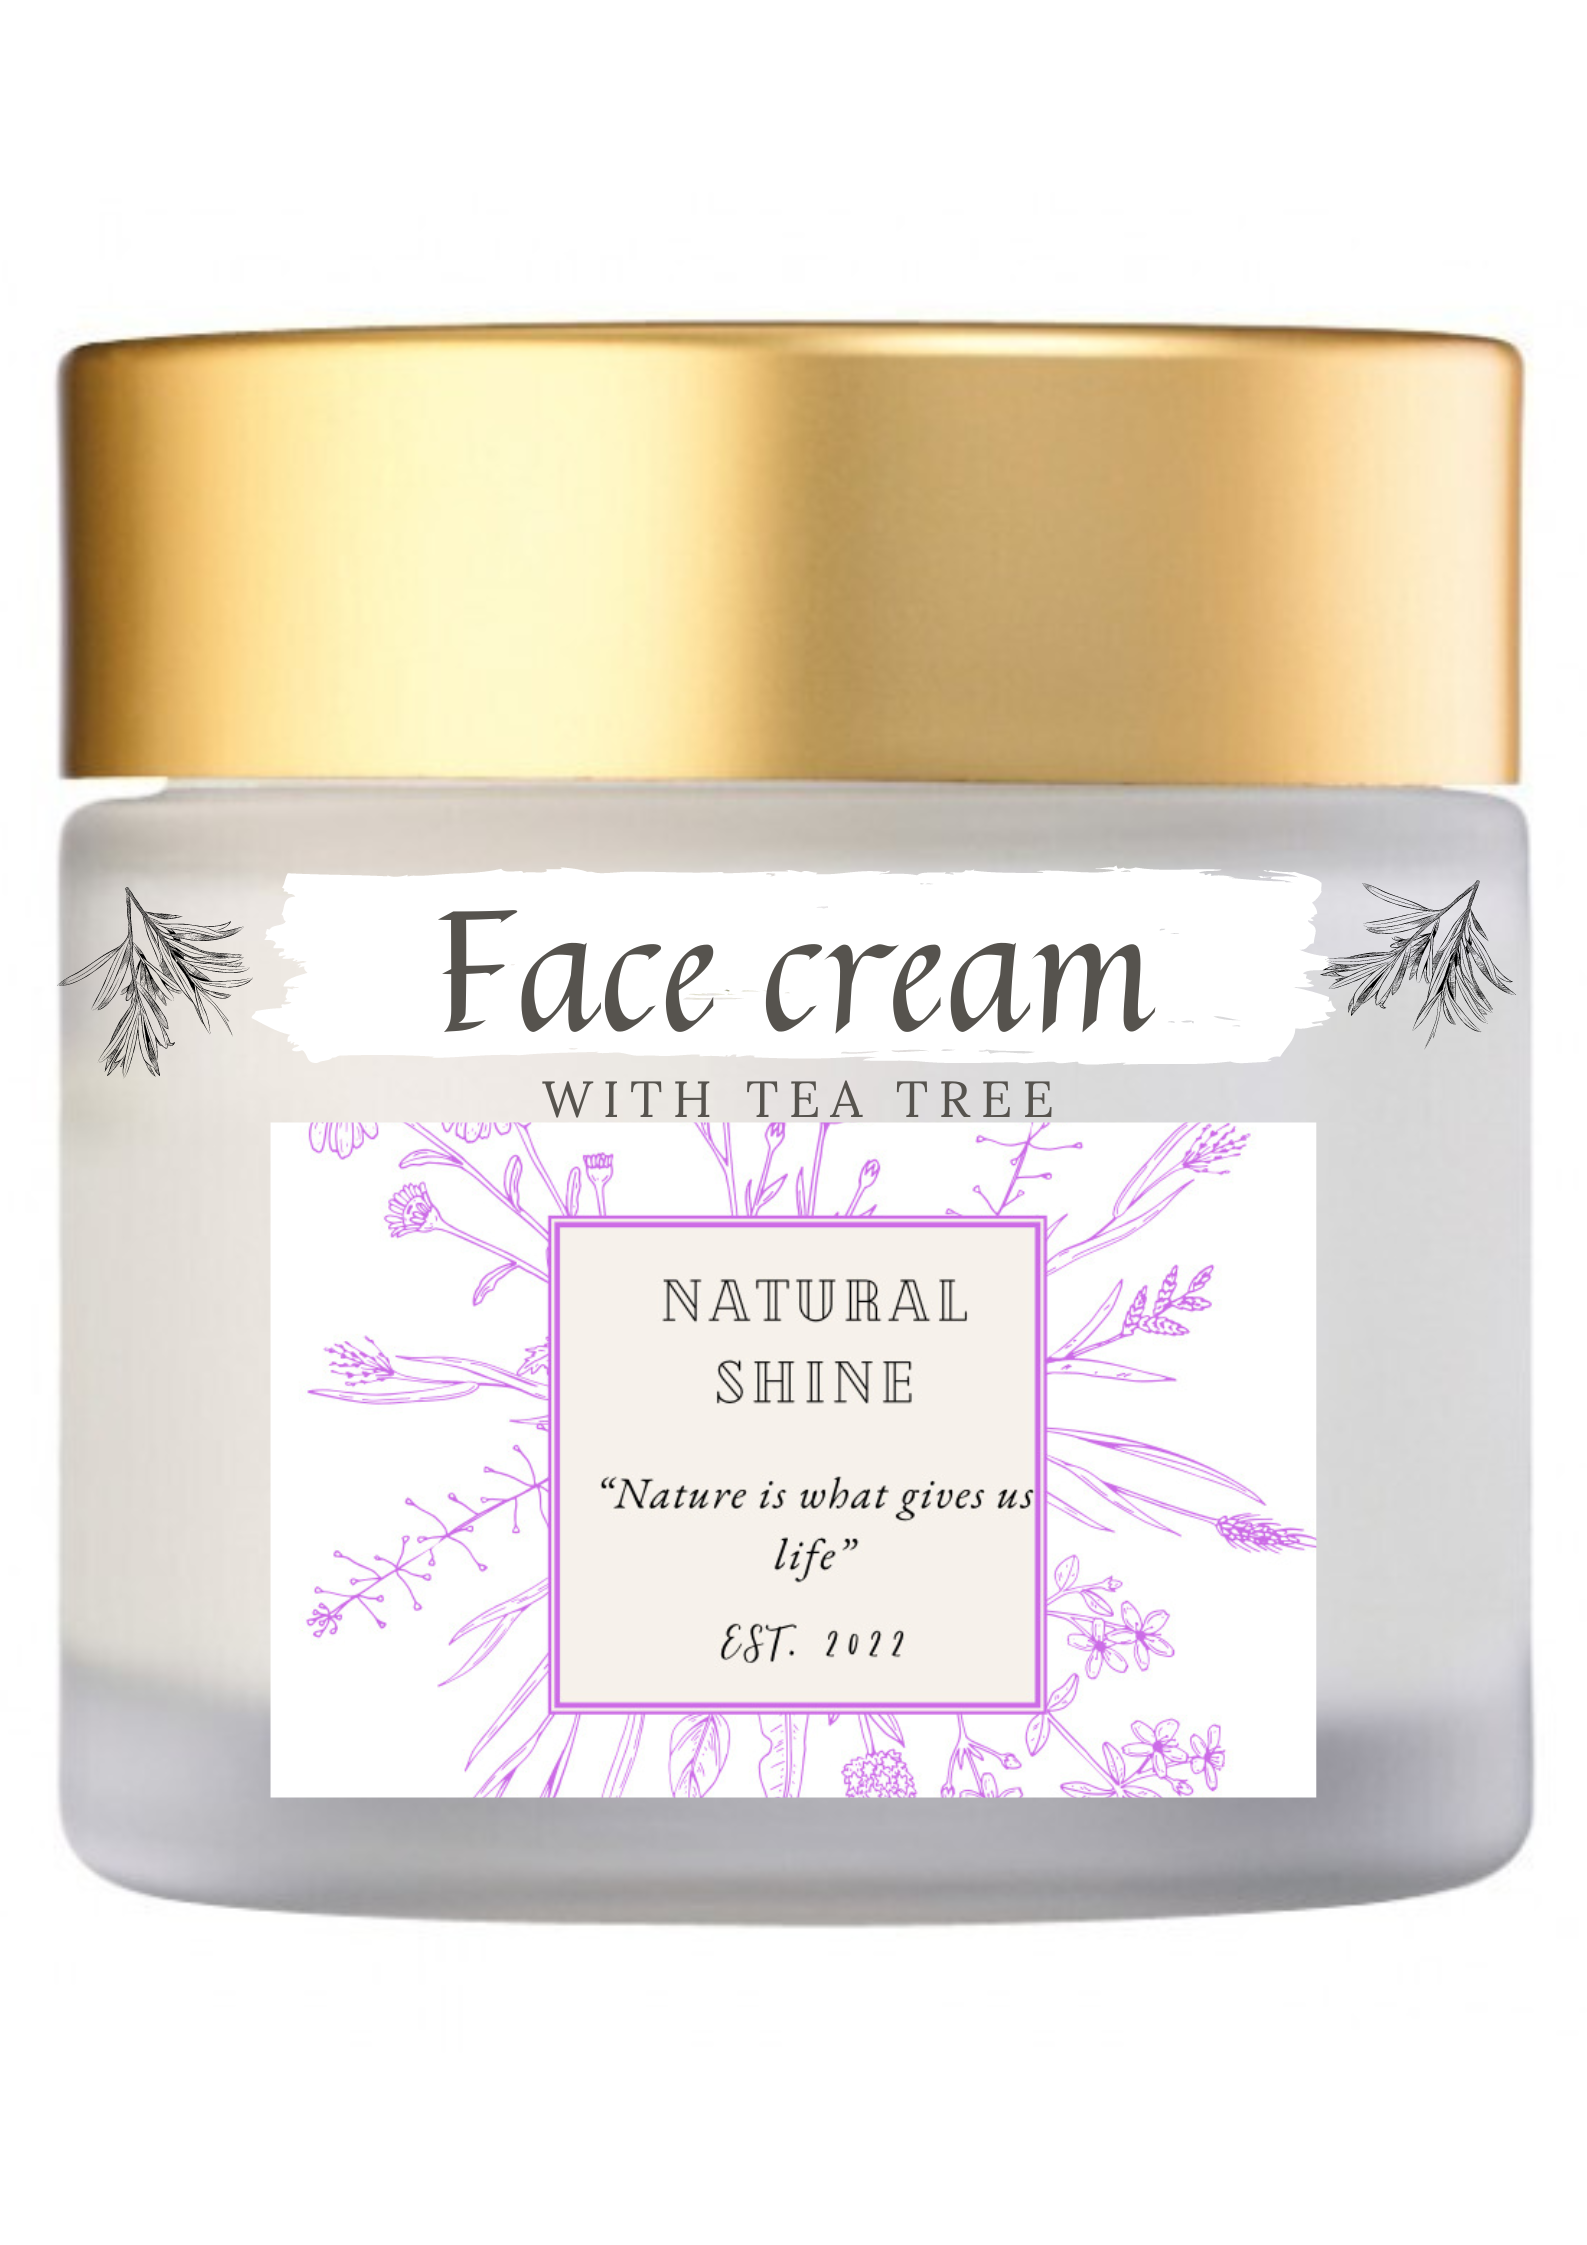 Face cream
WITH TEA TREE
NATURAL
SHINE
“Nature is what gives us
life”
EST. 2022